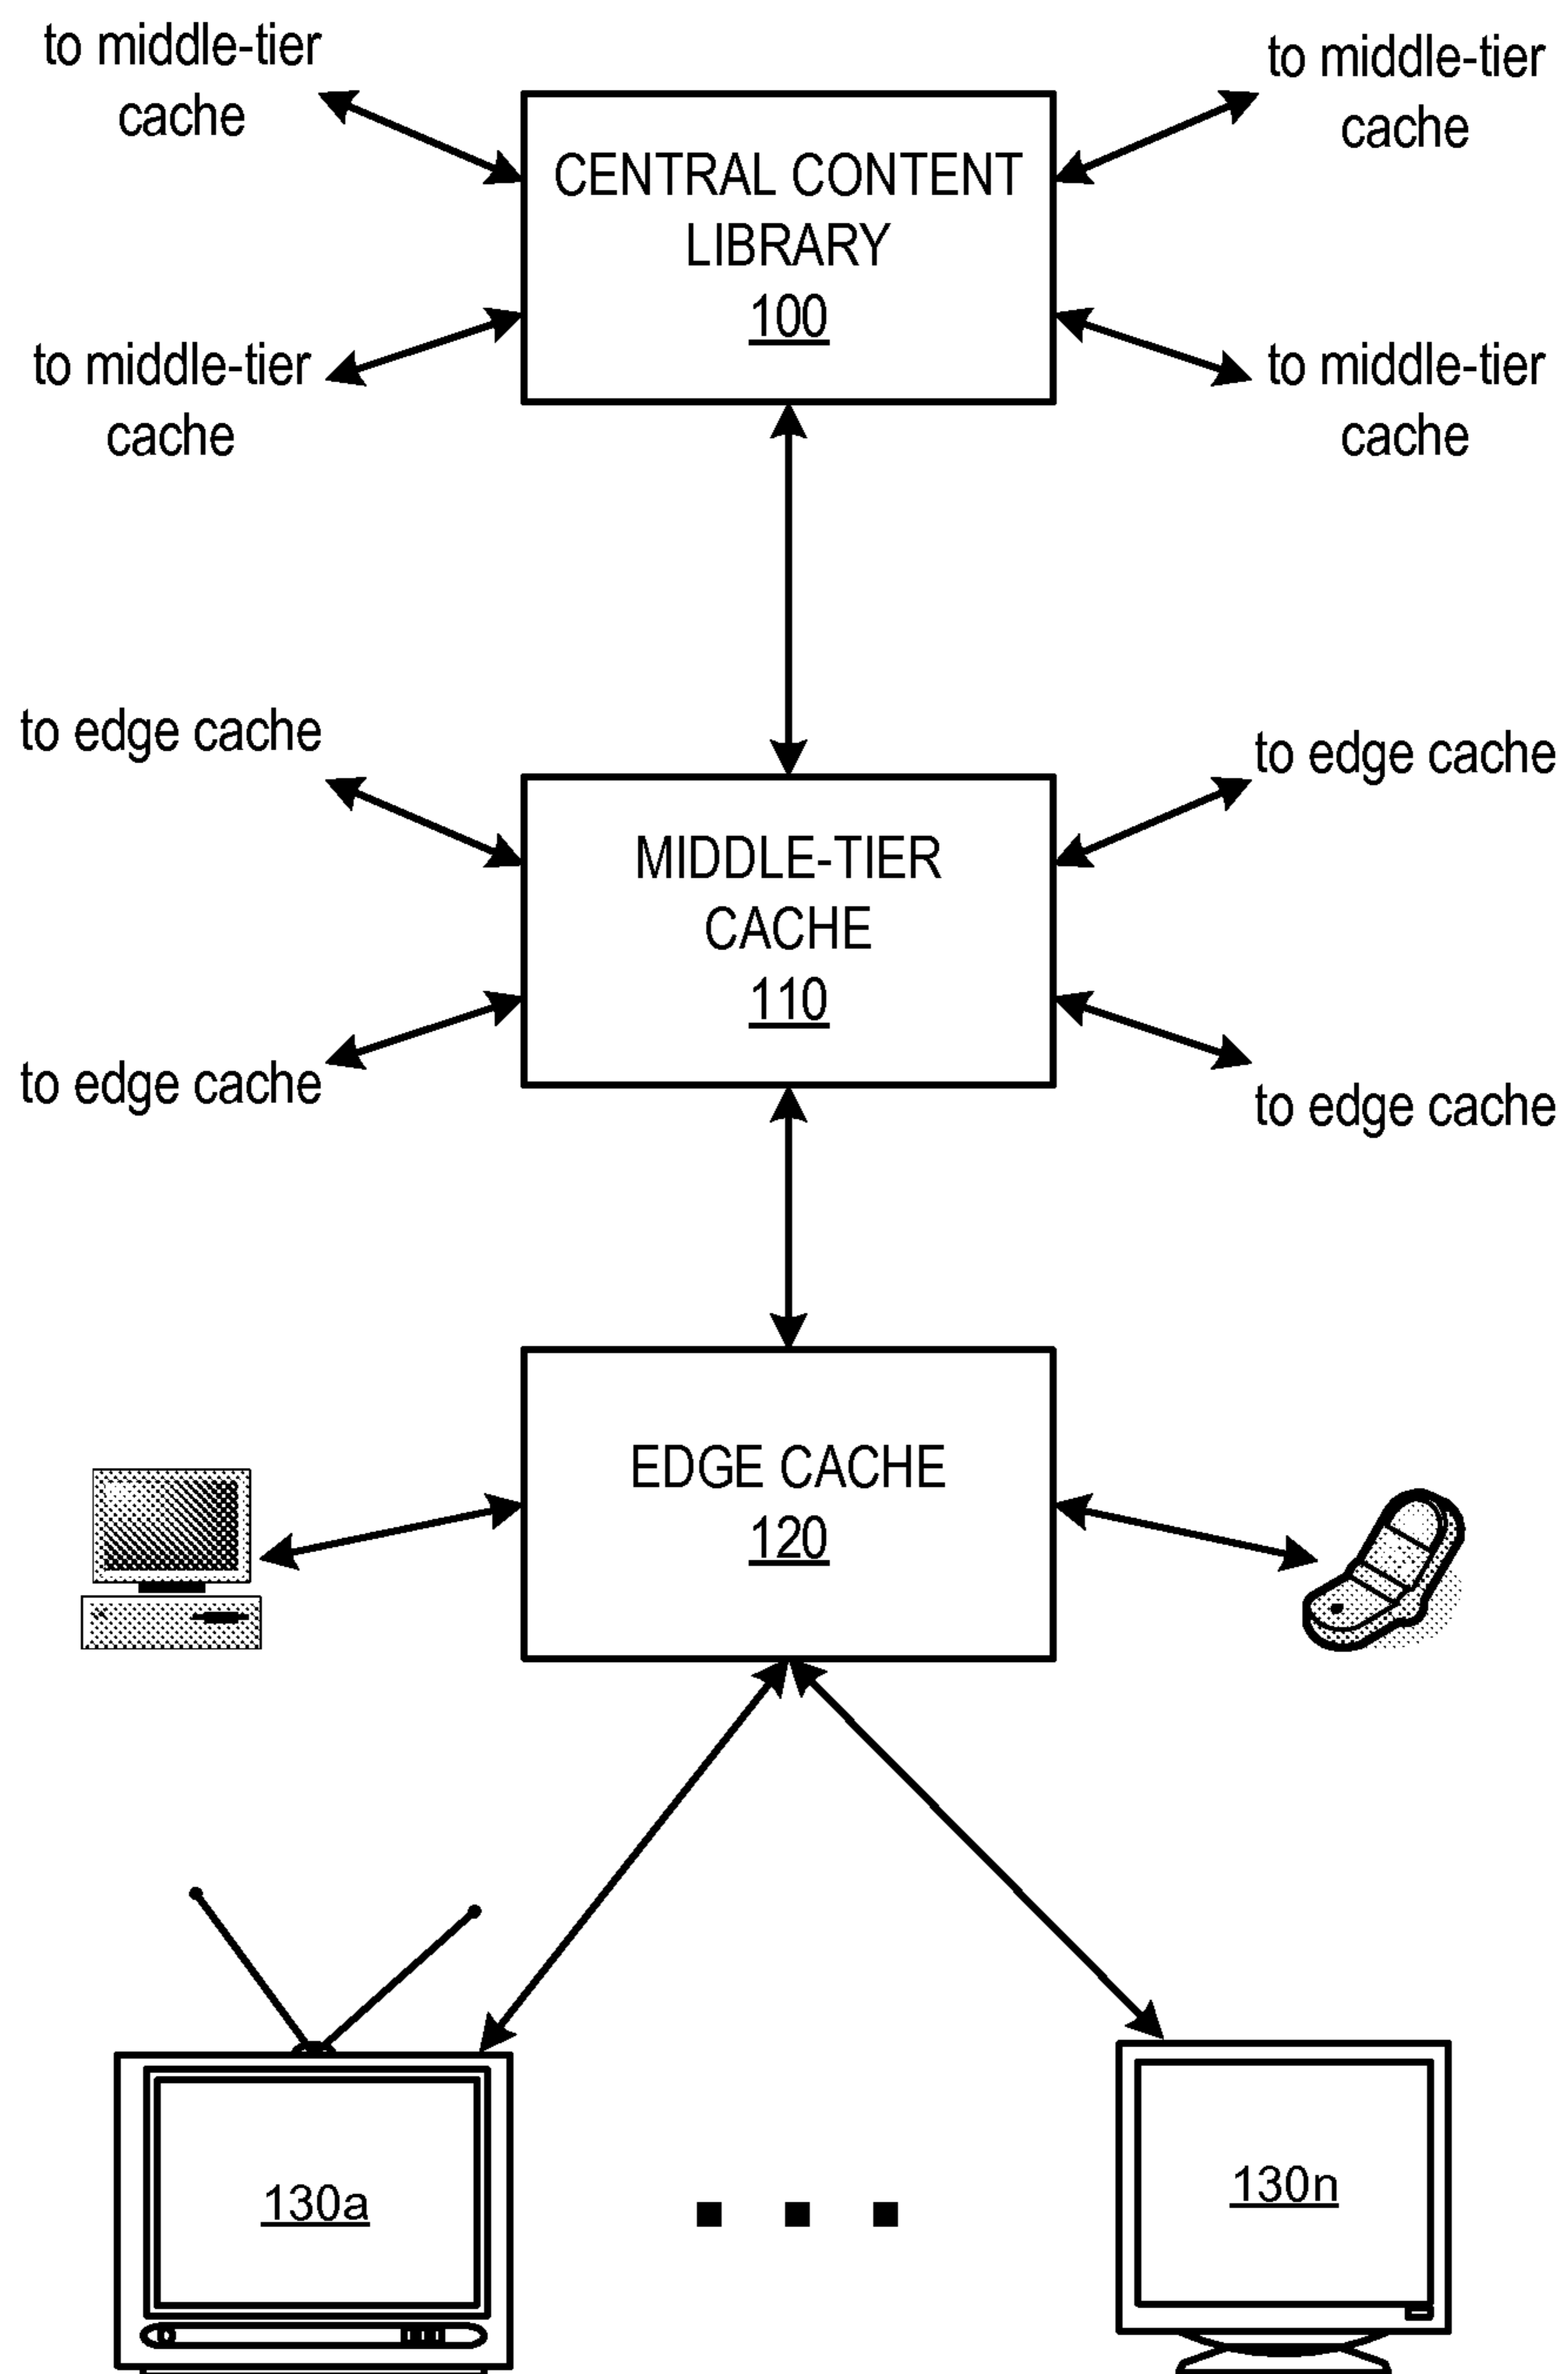 to middle-tier
cache
to middle-tier
cache
CENTRAL CONTENT
LIBRARY
100
to middle-tier
cache
to middle-tier
cache
to edge cache
to edge cache
MIDDLE-TIER
CACHE
110
to edge cache
to edge cache
EDGE CACHE
120
130a
130n